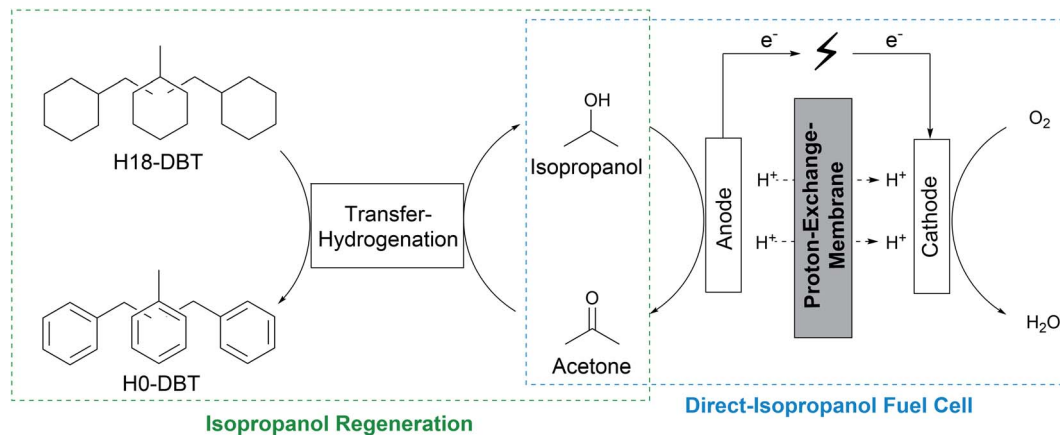 H18-DBT
H0-DBT
Transfer-
Hydrogenation
OH
Isopropanol
O
Acetone
Isopropanol Regeneration
e⁻
e⁻
Anode
H⁺
H⁺
Proton-Exchange-
Membrane
H⁺
H⁺
Cathode
O₂
H₂O
Direct-Isopropanol Fuel Cell